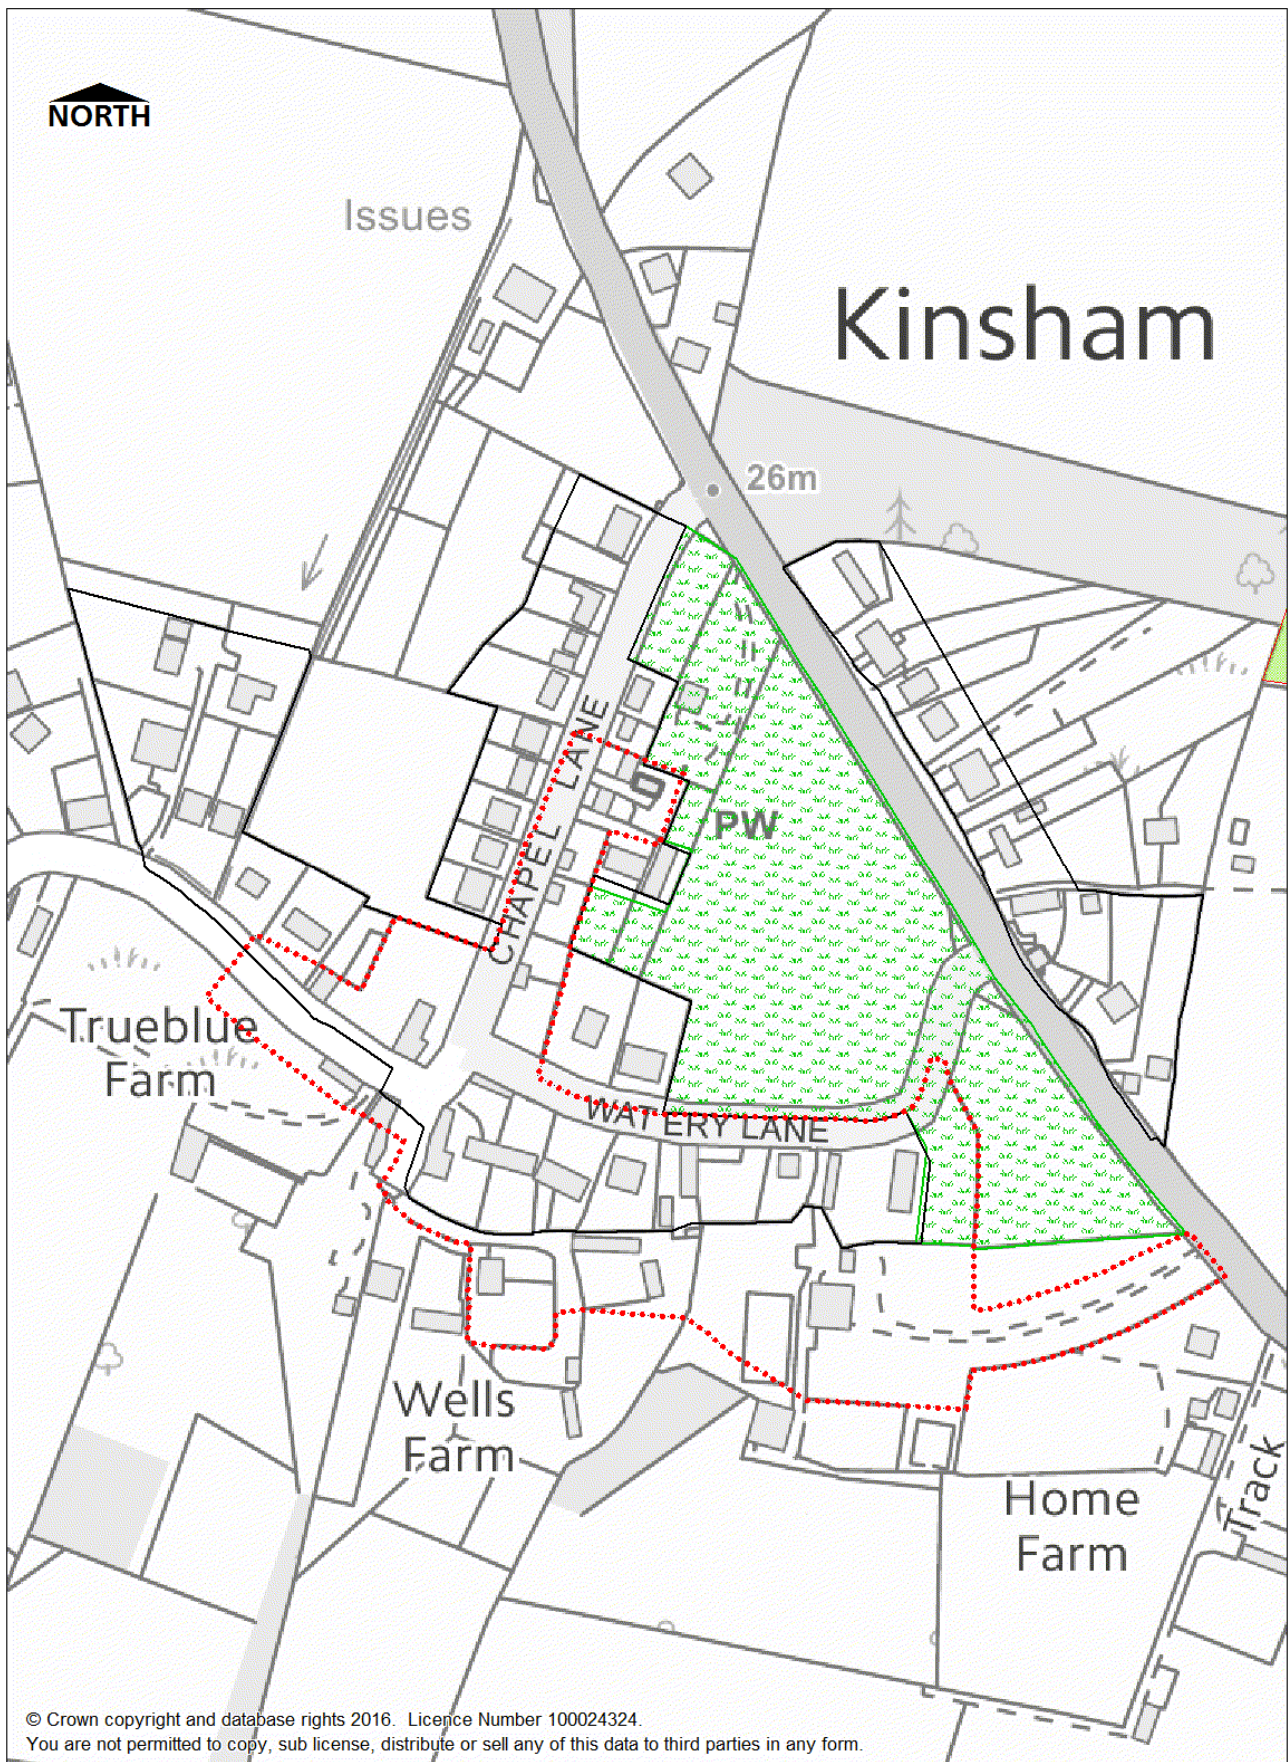 NORTH
Issues
Kinsham
26m
CHAPEL LANE
PW
Trueblue
Farm
WATERY LANE
Wells
Farm
Home
Farm
Track
© Crown copyright and database rights 2016. Licence Number 100024324.
You are not permitted to copy, sub license, distribute or sell any of this data to third parties in any form.